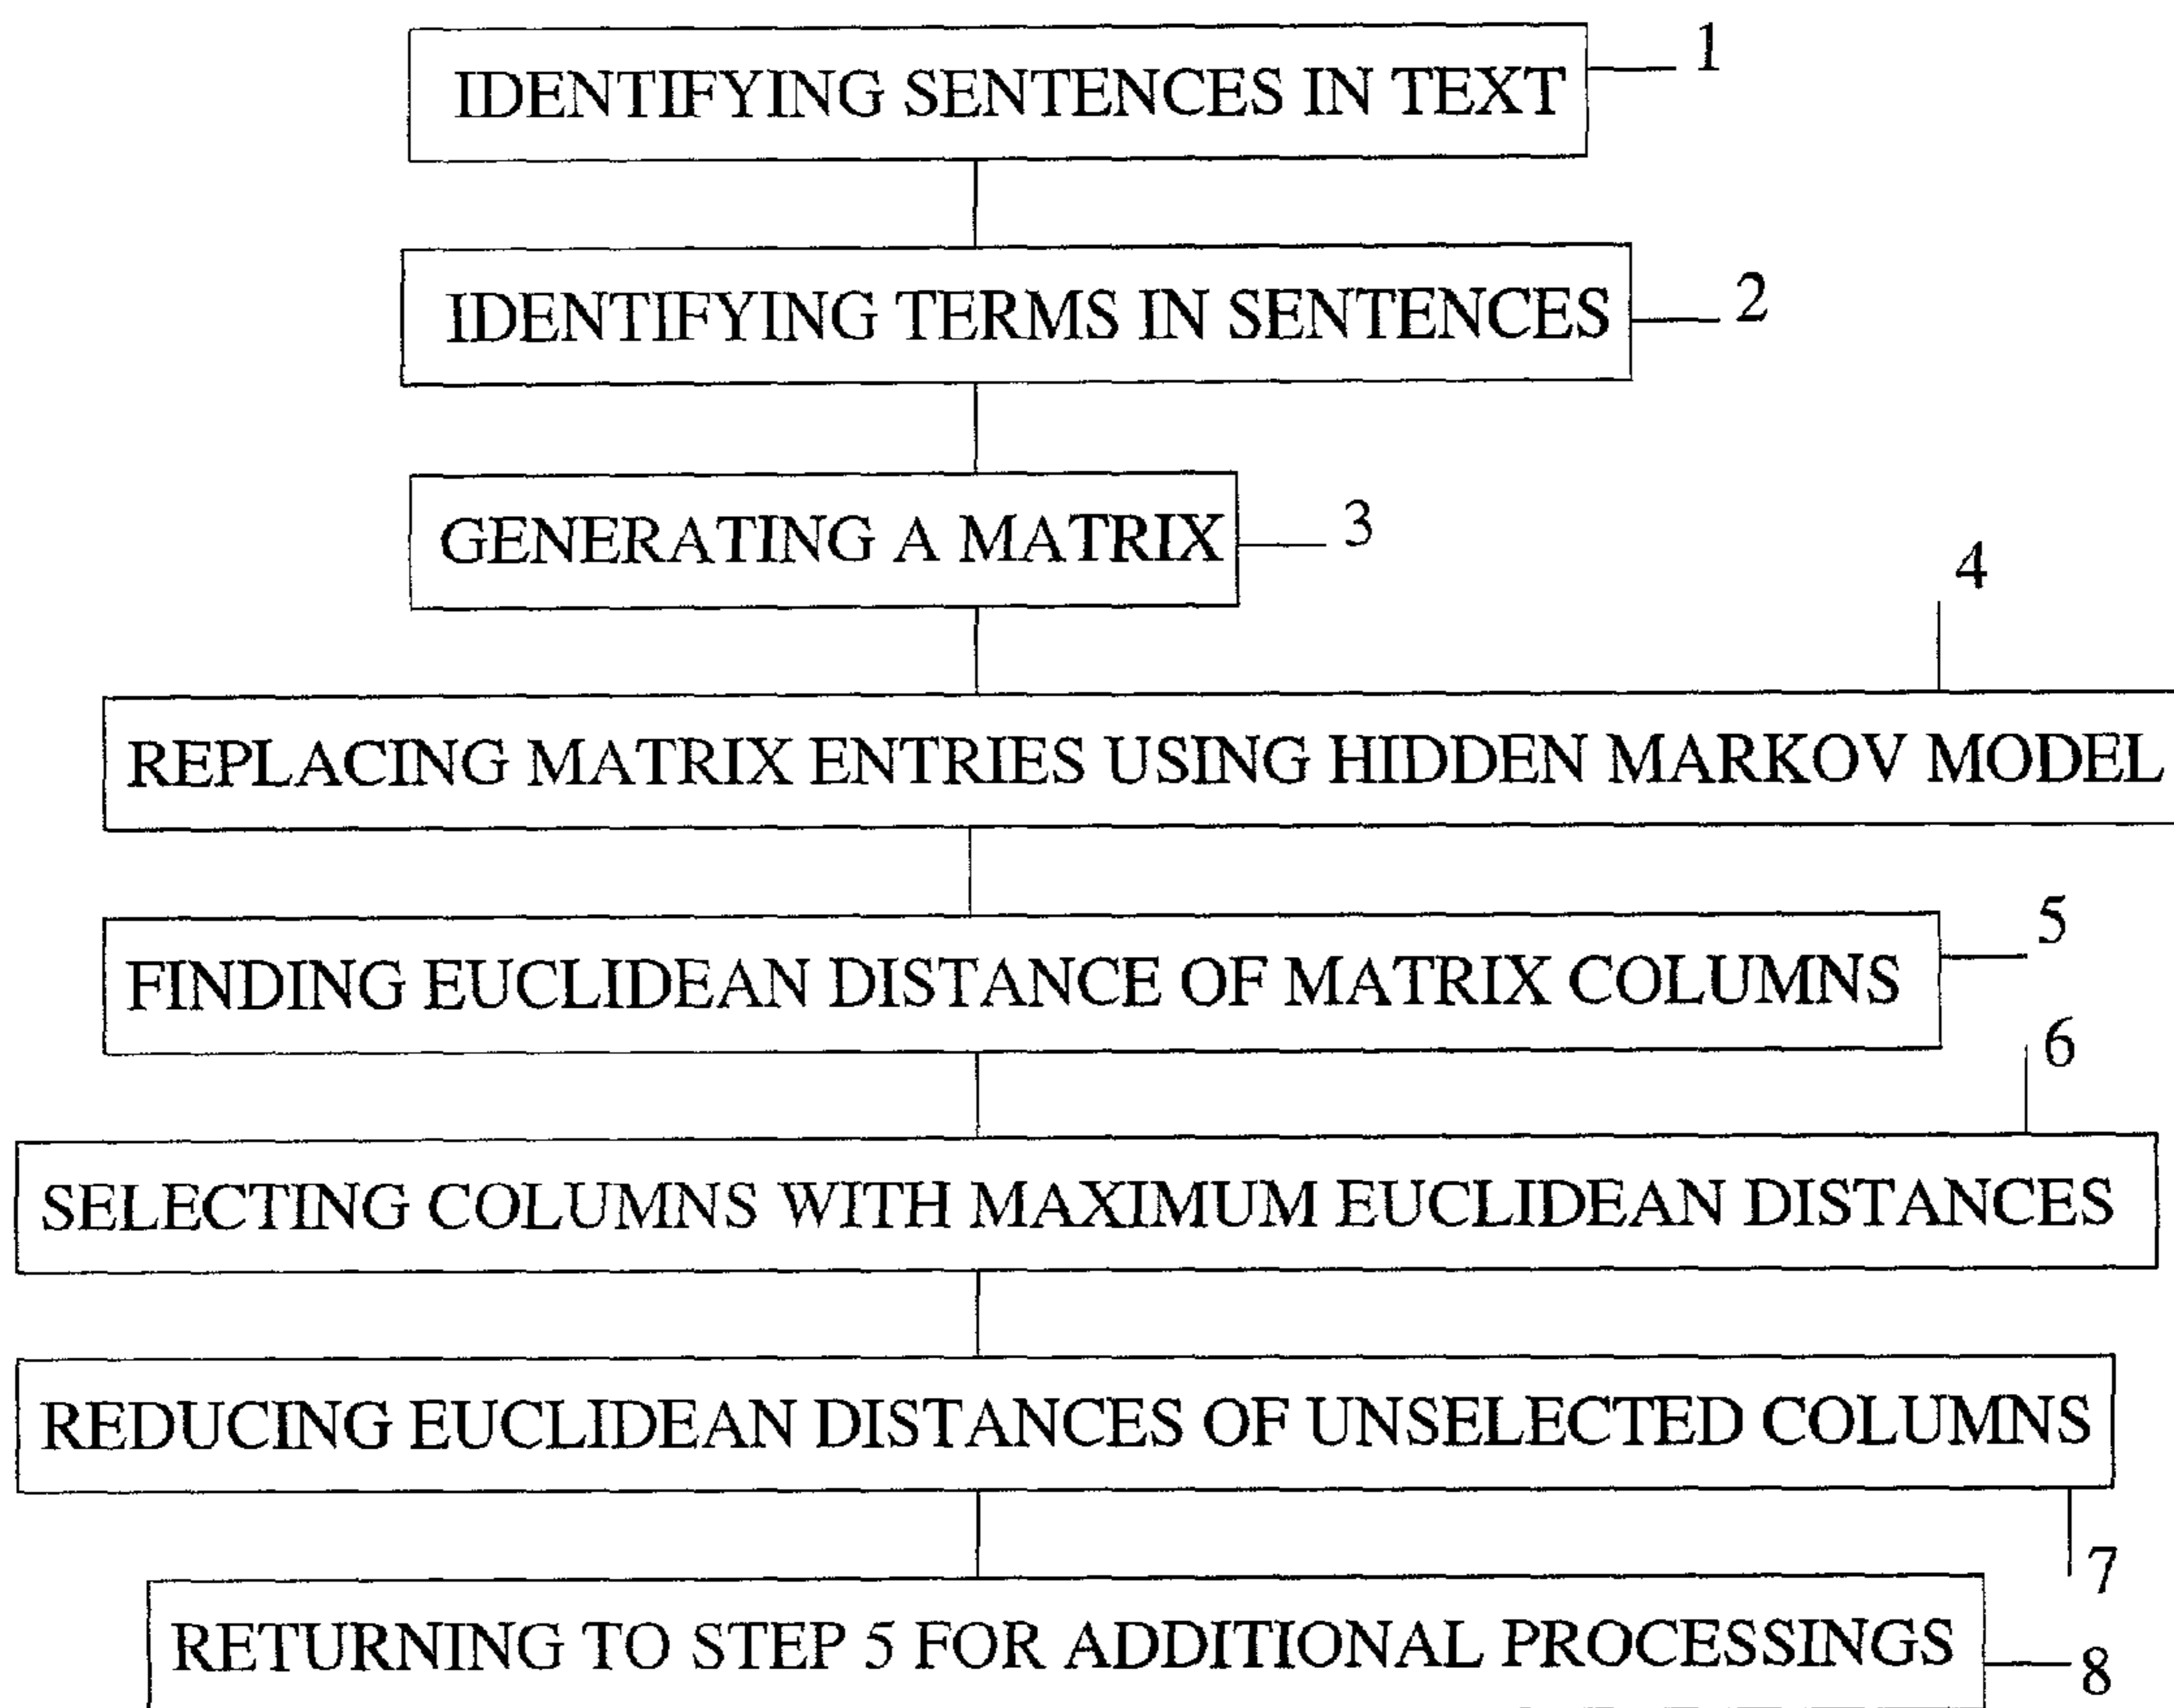 IDENTIFYING SENTENCES IN TEXT 1
IDENTIFYING TERMS IN SENTENCES 2
GENERATING A MATRIX 3
4
REPLACING MATRIX ENTRIES USING HIDDEN MARKOV MODEL
5
FINDING EUCLIDEAN DISTANCE OF MATRIX COLUMNS
6
SELECTING COLUMNS WITH MAXIMUM EUCLIDEAN DISTANCES
REDUCING EUCLIDEAN DISTANCES OF UNSELECTED COLUMNS
7
RETURNING TO STEP 5 FOR ADDITIONAL PROCESSINGS 8